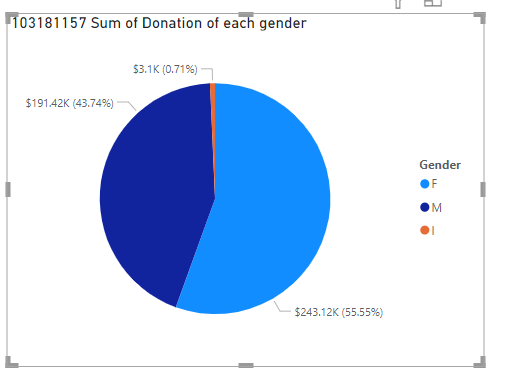 103181157 Sum of Donation of each gender
$3.1K (0.71%)
$191.42K (43.74%)
Gender
F
M
I
$243.12K (55.55%)